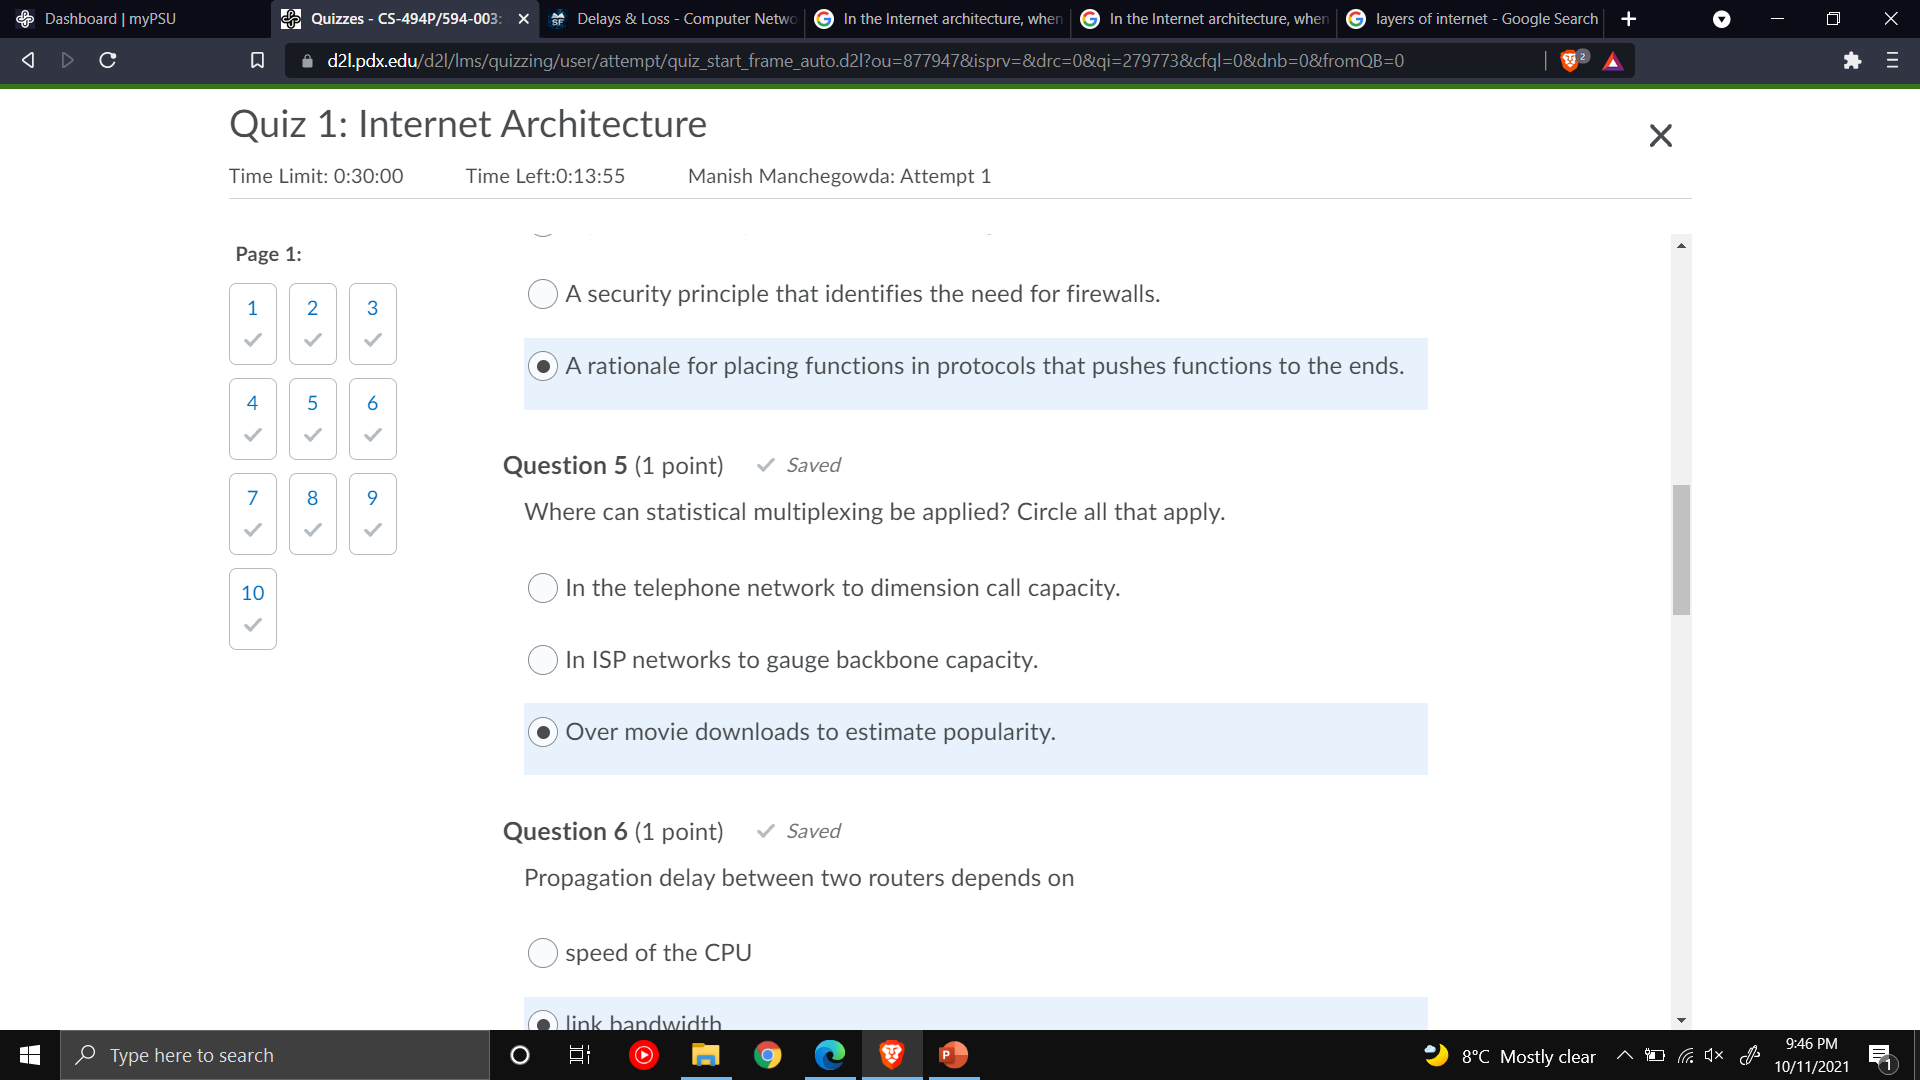 Dashboard | myPSU
Quizzes - CS-494P/594-003:
Delays & Loss - Computer Netwo
In the Internet architecture, when
In the Internet architecture, when
layers of internet - Google Search
d2l.pdx.edu/d2l/lms/quizzing/user/attempt/quiz_start_frame_auto.d2l?ou=877947&isprv=&drc=0&qi=279773&cfql=0&dnb=0&fromQB=0
2
Quiz 1: Internet Architecture
Time Limit: 0:30:00 Time Left:0:13:55 Manish Manchegowda: Attempt 1
Page 1:
1 2 3
4 5 6
7 8 9
10
A security principle that identifies the need for firewalls.
A rationale for placing functions in protocols that pushes functions to the ends.
Question 5 (1 point) Saved
Where can statistical multiplexing be applied? Circle all that apply.
In the telephone network to dimension call capacity.
In ISP networks to gauge backbone capacity.
Over movie downloads to estimate popularity.
Question 6 (1 point) Saved
Propagation delay between two routers depends on
speed of the CPU
link bandwidth
Type here to search
8°C Mostly clear
9:46 PM
10/11/2021
1